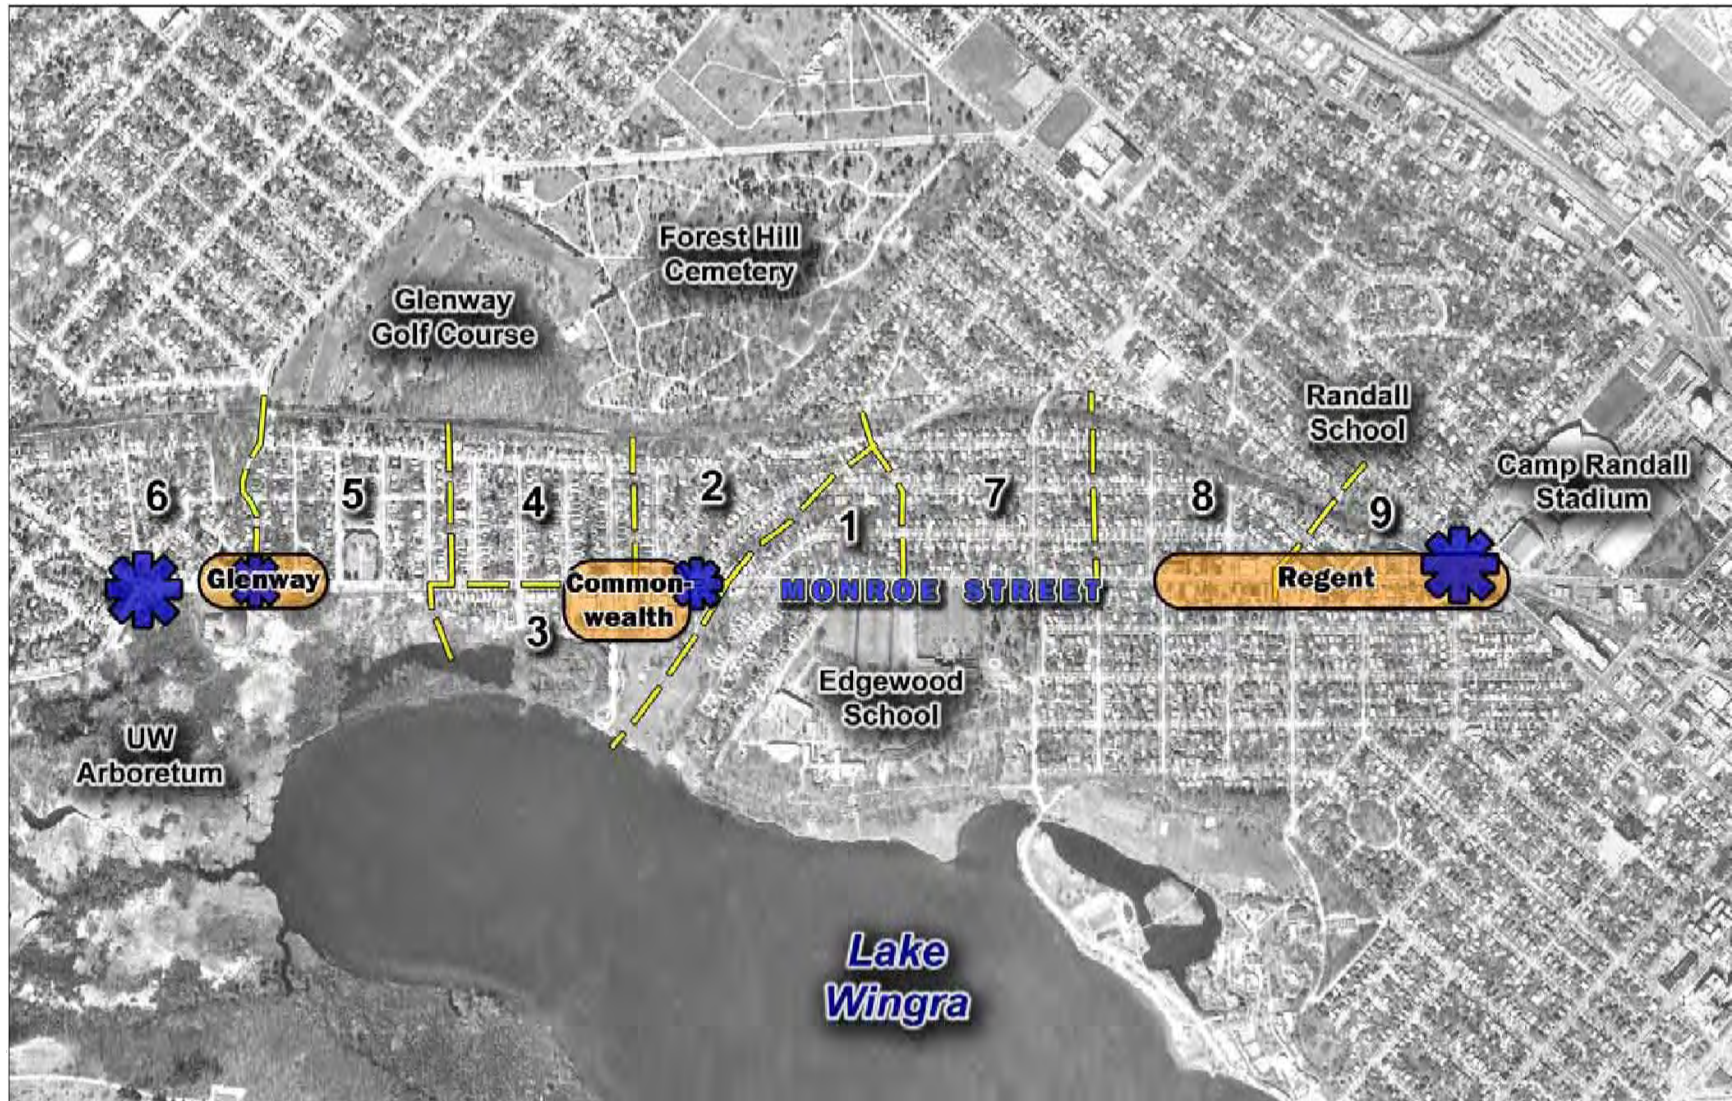 Forest Hill
Cemetery
Glenway
Golf Course
Randall
School
Camp Randall
Stadium
6
5
4
2
1
7
8
9
Glenway
Common-
wealth
MONROE STREET
Regent
3
Edgewood
School
UW
Arboretum
Lake
Wingra